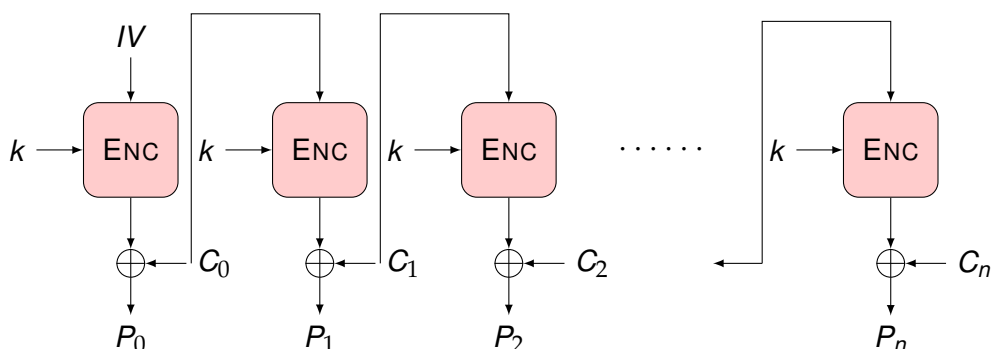 IV
k ENC k ENC k ENC ...... k ENC
C0 C1 C2 Cn
P0 P1 P2 Pn